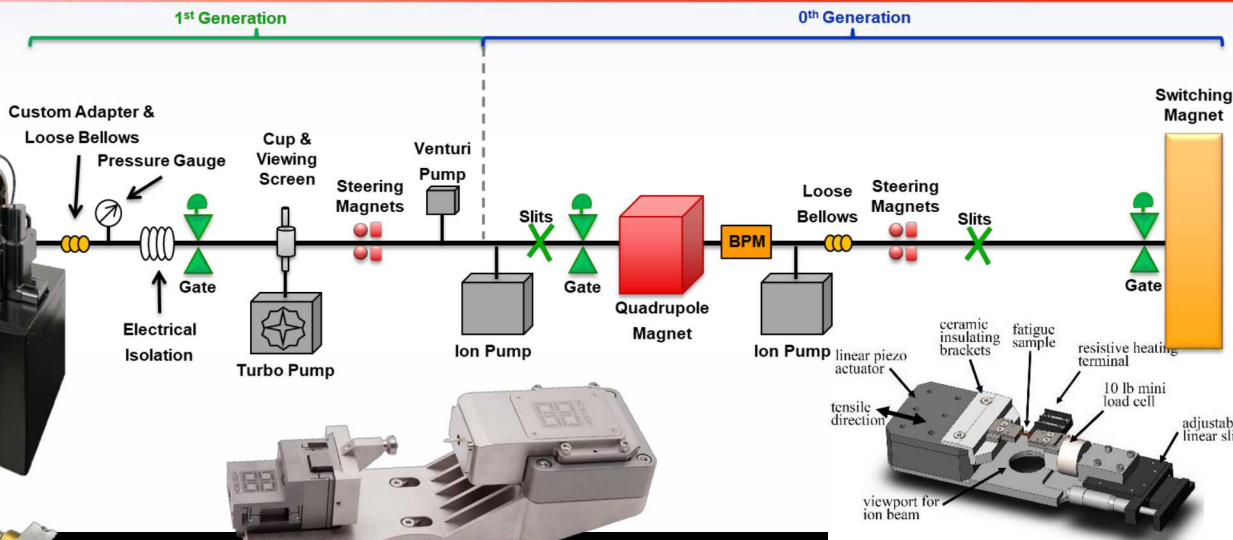 1st Generation
0th Generation
Custom Adapter &
Loose Bellows
Pressure Gauge
Cup &
Viewing
Screen
Steering
Magnets
Venturi
Pump
Slits
Loose
Bellows
Steering
Magnets
Slits
Switching
Magnet
BPM
Gate
Gate
Gate
Electrical
Isolation
Turbo Pump
Ion Pump
Quadrupole
Magnet
Ion Pump
linear piezo
actuator
ceramic
insulating
brackets
fatigue
sample
resistive heating
terminal
10 lb mini
load cell
tensile
direction
adjustab
linear sli
viewport for
ion beam